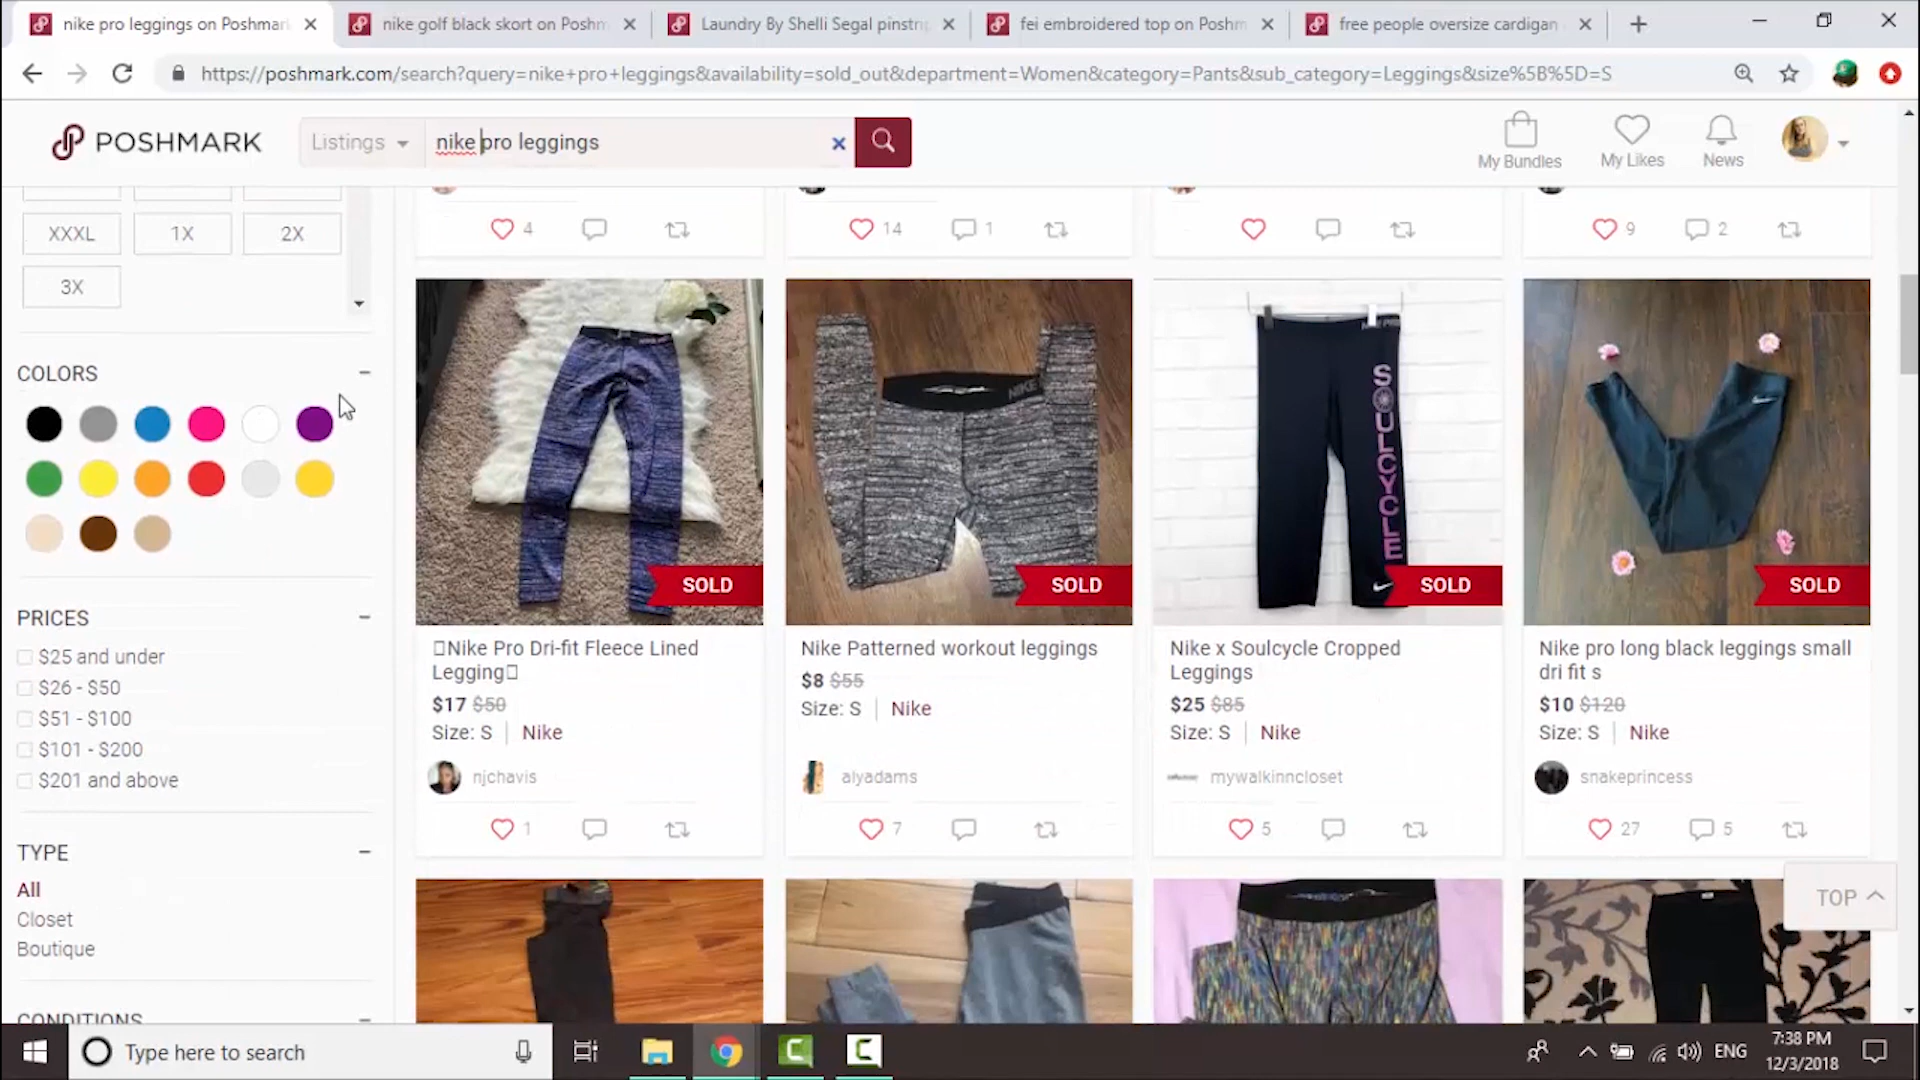 nike pro leggings on Poshmar
nike golf black skort on Poshm
Laundry By Shelli Segal pinstrip
fei embroidered top on Poshm
free people oversize cardigan
https://poshmark.com/search?query=nike+pro+leggings&availability=sold_out&department=Women&category=Pants&sub_category=Leggings&size%5B%5D=S
POSHMARK
Listings
nike pro leggings
My Bundles
My Likes
News
XXXL
1X
2X
3X
4
14
1
9
2
COLORS
PRICES
$25 and under
$26 - $50
$51 - $100
$101 - $200
$201 and above
TYPE
All
Closet
Boutique
CONDITIONS
SOLD
Nike Pro Dri-fit Fleece Lined
Legging
$17 $50
Size: S | Nike
njchavis
1
NIKE
SOLD
Nike Patterned workout leggings
$8 $55
Size: S | Nike
alyadams
7
SOULCYCLE
SOLD
Nike x Soulcycle Cropped
Leggings
$25 $85
Size: S | Nike
mywalkinncloset
5
SOLD
Nike pro long black leggings small
dri fit s
$10 $120
Size: S | Nike
snakeprincess
27
5
TOP
Type here to search
ENG
7:38 PM
12/3/2018